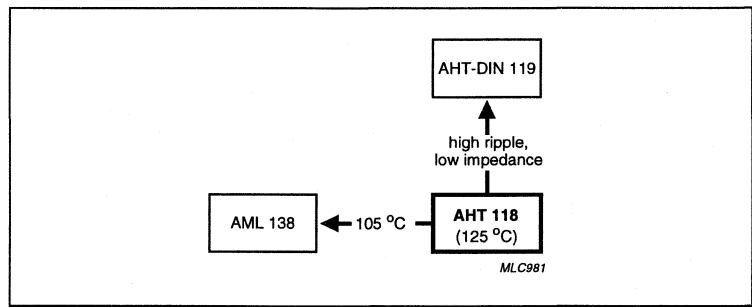 AHT-DIN 119
high ripple,
low impedance
AML 138
105 °C
AHT 118
(125 °C)
MLC981